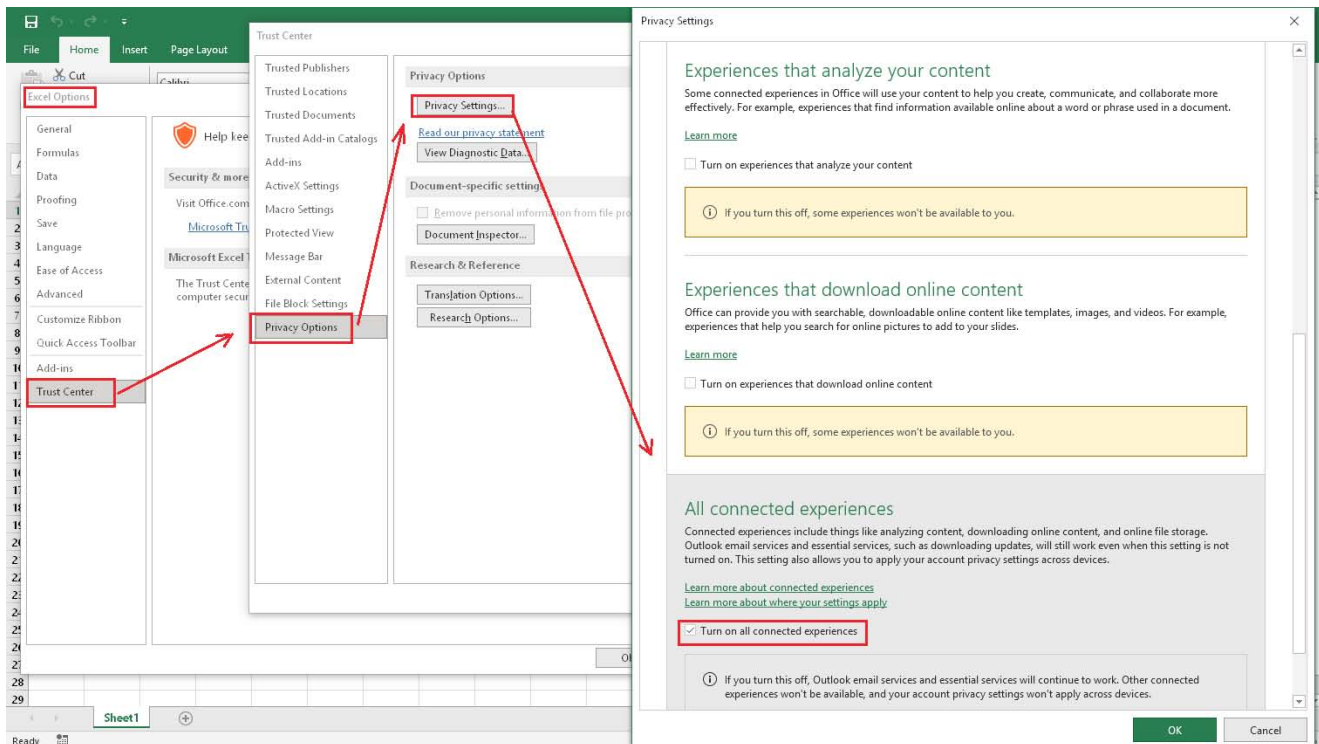 File Home Insert Page Layout
Cut
Calibri
Excel Options
General
Formulas
Data
Proofing
Save
Language
Ease of Access
Advanced
Customize Ribbon
Quick Access Toolbar
Add-ins
Trust Center
Help kee
Security & more
Visit Office.com
Microsoft Tru
Microsoft Excel T
The Trust Cente
computer secur
Trust Center
Trusted Publishers
Trusted Locations
Trusted Documents
Trusted Add-in Catalogs
Add-ins
ActiveX Settings
Macro Settings
Protected View
Message Bar
External Content
File Block Settings
Privacy Options
Privacy Options
Privacy Settings...
Read our privacy statement
View Diagnostic Data...
Document-specific settings
Remove personal information from file pro
Document Inspector...
Research & Reference
Translation Options...
Research Options...
28
29
Sheet1
Ready
Privacy Settings
Experiences that analyze your content
Some connected experiences in Office will use your content to help you create, communicate, and collaborate more
effectively. For example, experiences that find information available online about a word or phrase used in a document.
Learn more
Turn on experiences that analyze your content
If you turn this off, some experiences won't be available to you.
Experiences that download online content
Office can provide you with searchable, downloadable online content like templates, images, and videos. For example,
experiences that help you search for online pictures to add to your slides.
Learn more
Turn on experiences that download online content
If you turn this off, some experiences won't be available to you.
All connected experiences
Connected experiences include things like analyzing content, downloading online content, and online file storage.
Outlook email services and essential services, such as downloading updates, will still work even when this setting is not
turned on. This setting also allows you to apply your account privacy settings across devices.
Learn more about connected experiences
Learn more about where your settings apply
Turn on all connected experiences
If you turn this off, Outlook email services and essential services will continue to work. Other connected
experiences won't be available, and your account privacy settings won't apply across devices.
OK Cancel